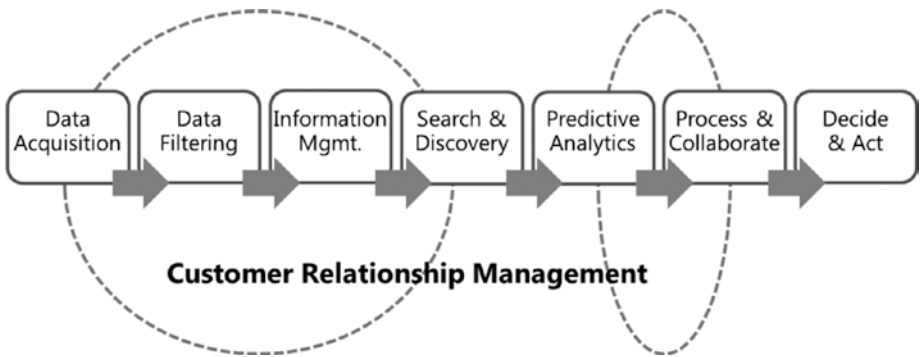 Data
Acquisition
Data
Filtering
Information
Mgmt.
Search &
Discovery
Predictive
Analytics
Process &
Collaborate
Decide
& Act
Customer Relationship Management